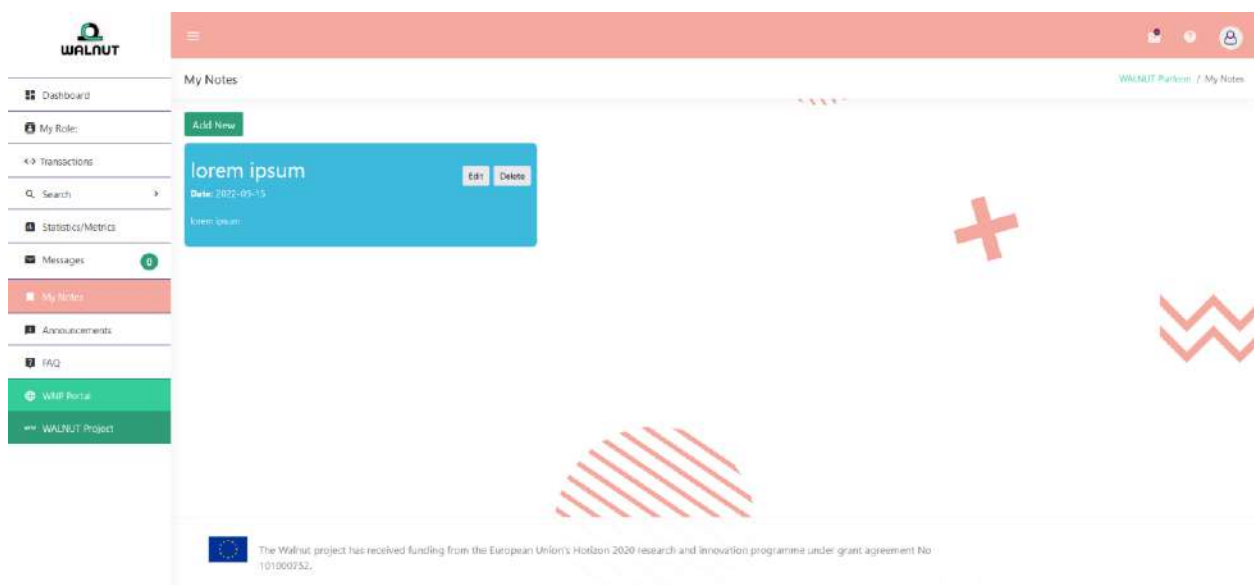 WALNUT
My Notes
WALNUT Platform / My Notes
Dashboard
My Role:
Transactions
Search
Statistics/Metrics
Messages 0
My Notes
Announcements
FAQ
WNP Portal
WALNUT Project
Add New
lorem ipsum
Edit Delete
Date: 2022-09-15
lorem ipsum
The Walnut project has received funding from the European Union's Horizon 2020 research and innovation programme under grant agreement No
101000752.